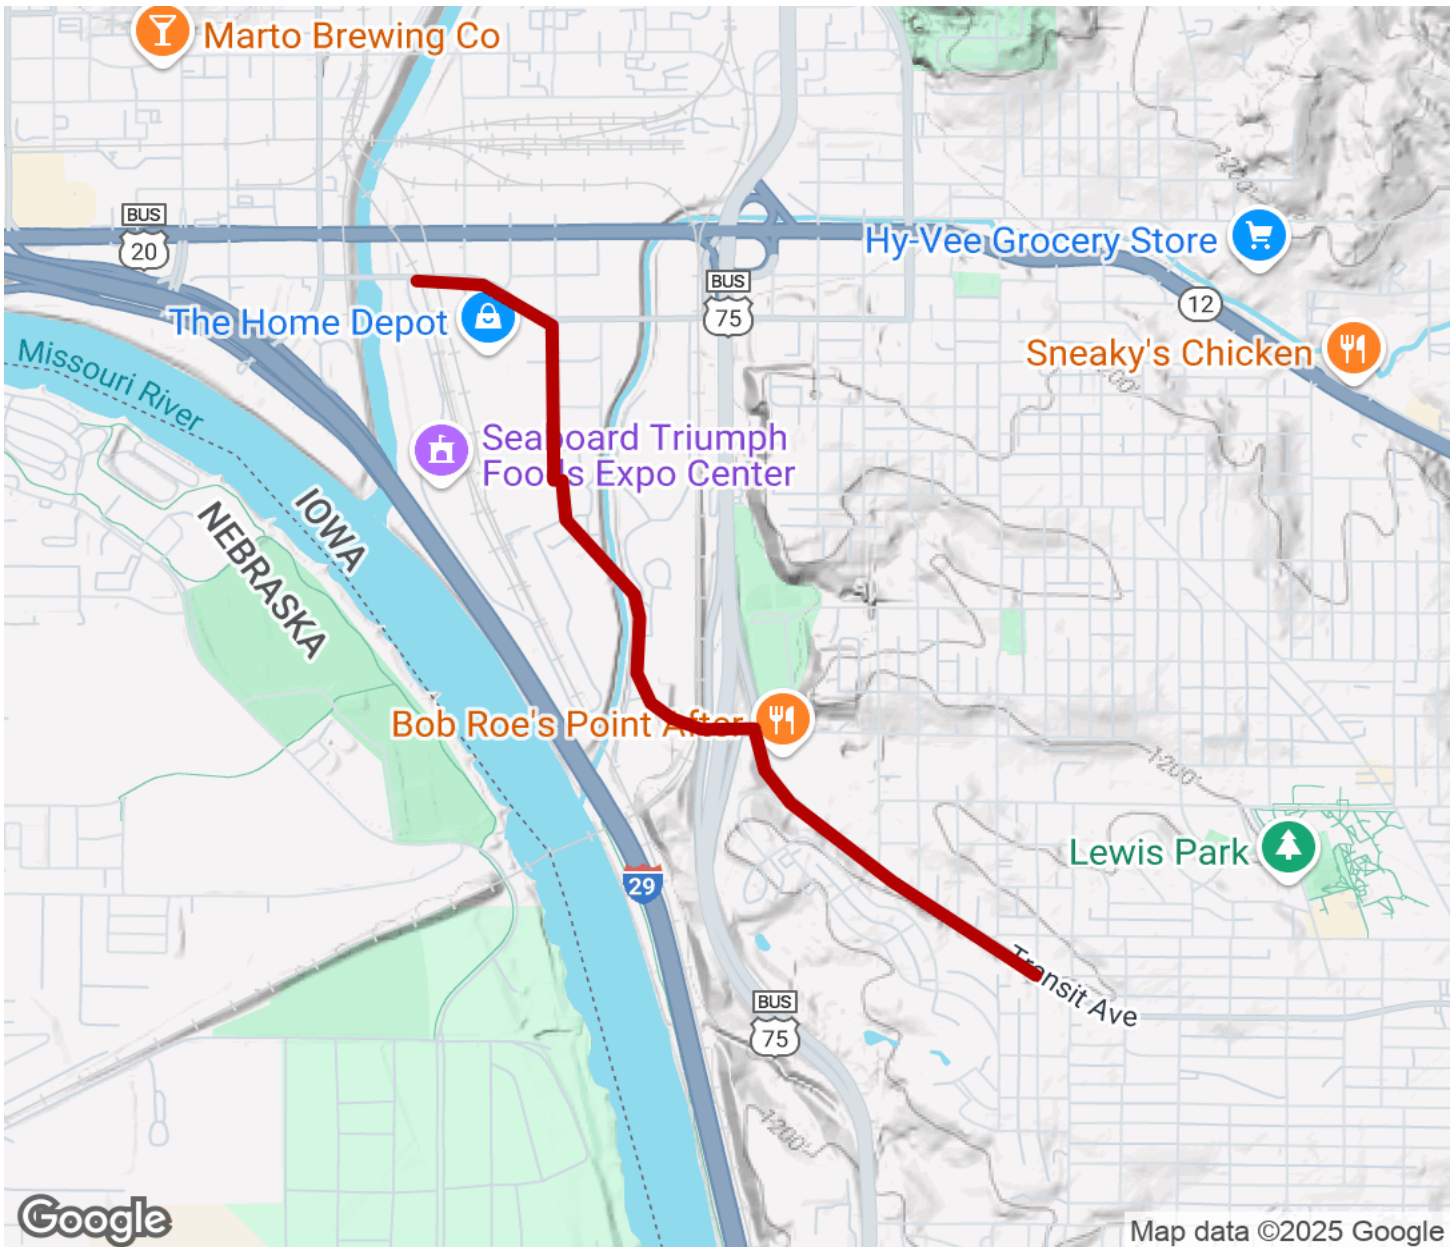 Marto Brewing Co
BUS
20
Hy-Vee Grocery Store
BUS
75
12
The Home Depot
Sneaky's Chicken
Missouri River
Seaboard Triumph
Foods Expo Center
IOWA
NEBRASKA
Bob Roe's Point After
1200'
1200'
Lewis Park
29
Transit Ave
BUS
75
1200'
Google
Map data ©2025 Google